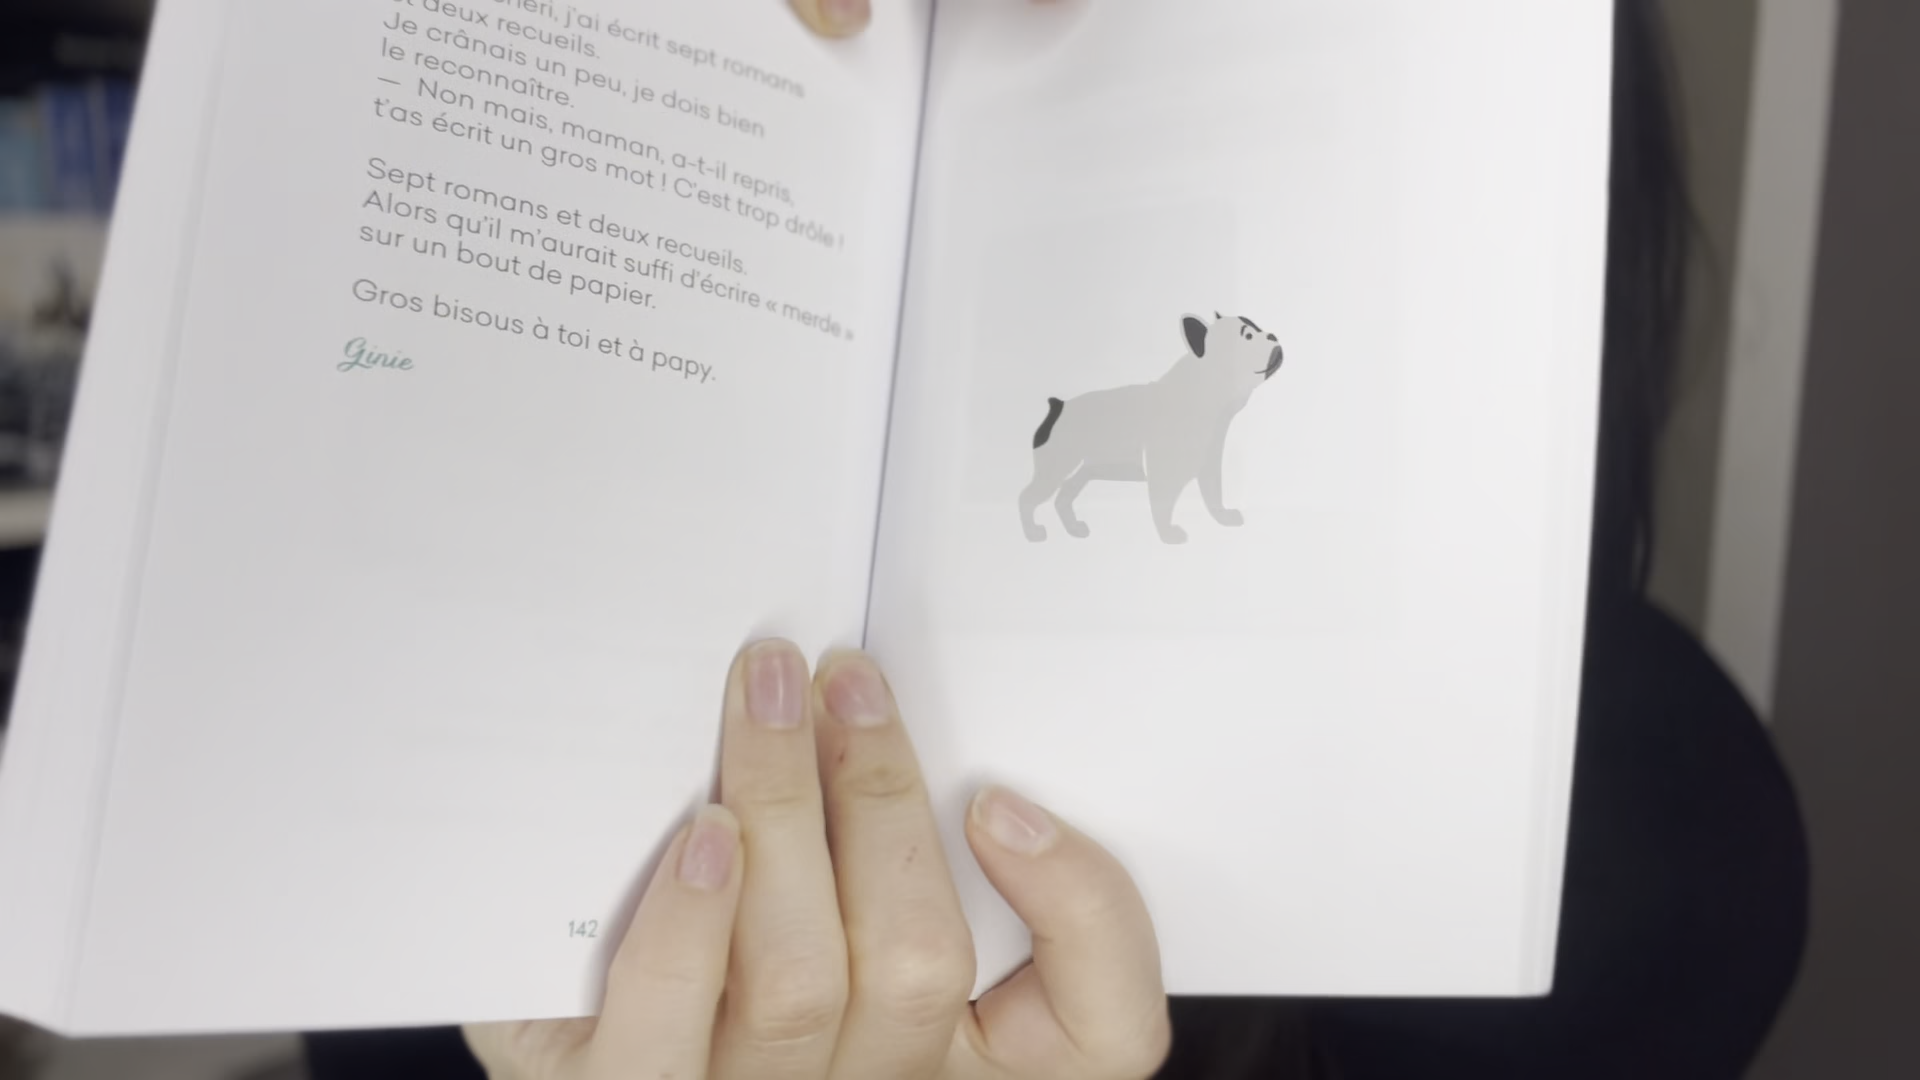 j'ai écrit sept romans
deux recueils.
Je crânais un peu, je dois bien
le reconnaître.
— Non mais, maman, a-t-il repris,
t'as écrit un gros mot ! C'est trop drôle !
Sept romans et deux recueils.
Alors qu'il m'aurait suffi d'écrire « merde »
sur un bout de papier.
Gros bisous à toi et à papy.
Ginie
142